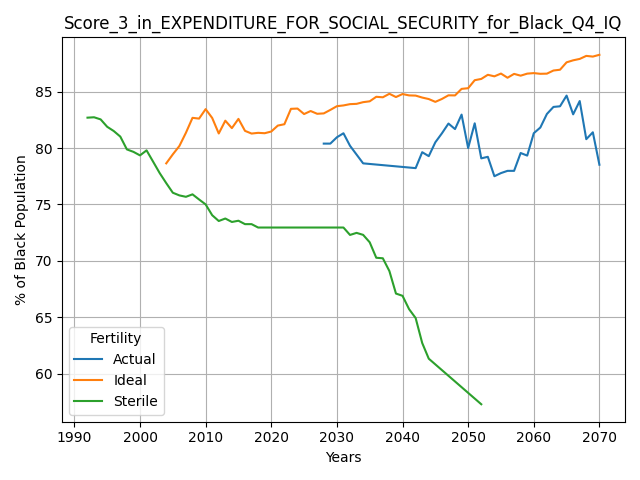 Score_3_in_EXPENDITURE_FOR_SOCIAL_SECURITY_for_Black_Q4_IQ
% of Black Population
85
80
75
70
65
60
Fertility
Actual
Ideal
Sterile
1990 2000 2010 2020 2030 2040 2050 2060 2070
Years